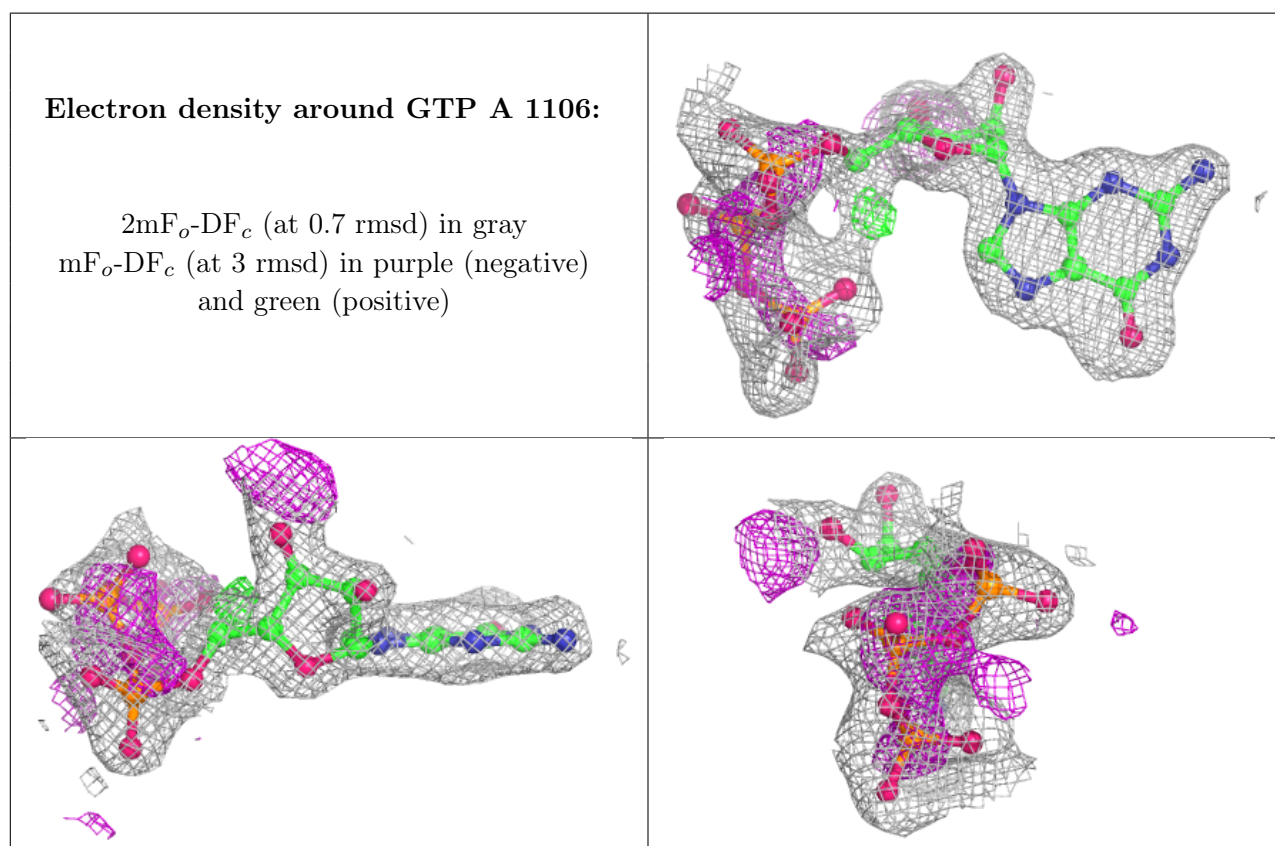 Electron density around GTP A 1106:
2mFₒ-DF𝒸 (at 0.7 rmsd) in gray
mFₒ-DF𝒸 (at 3 rmsd) in purple (negative)
and green (positive)